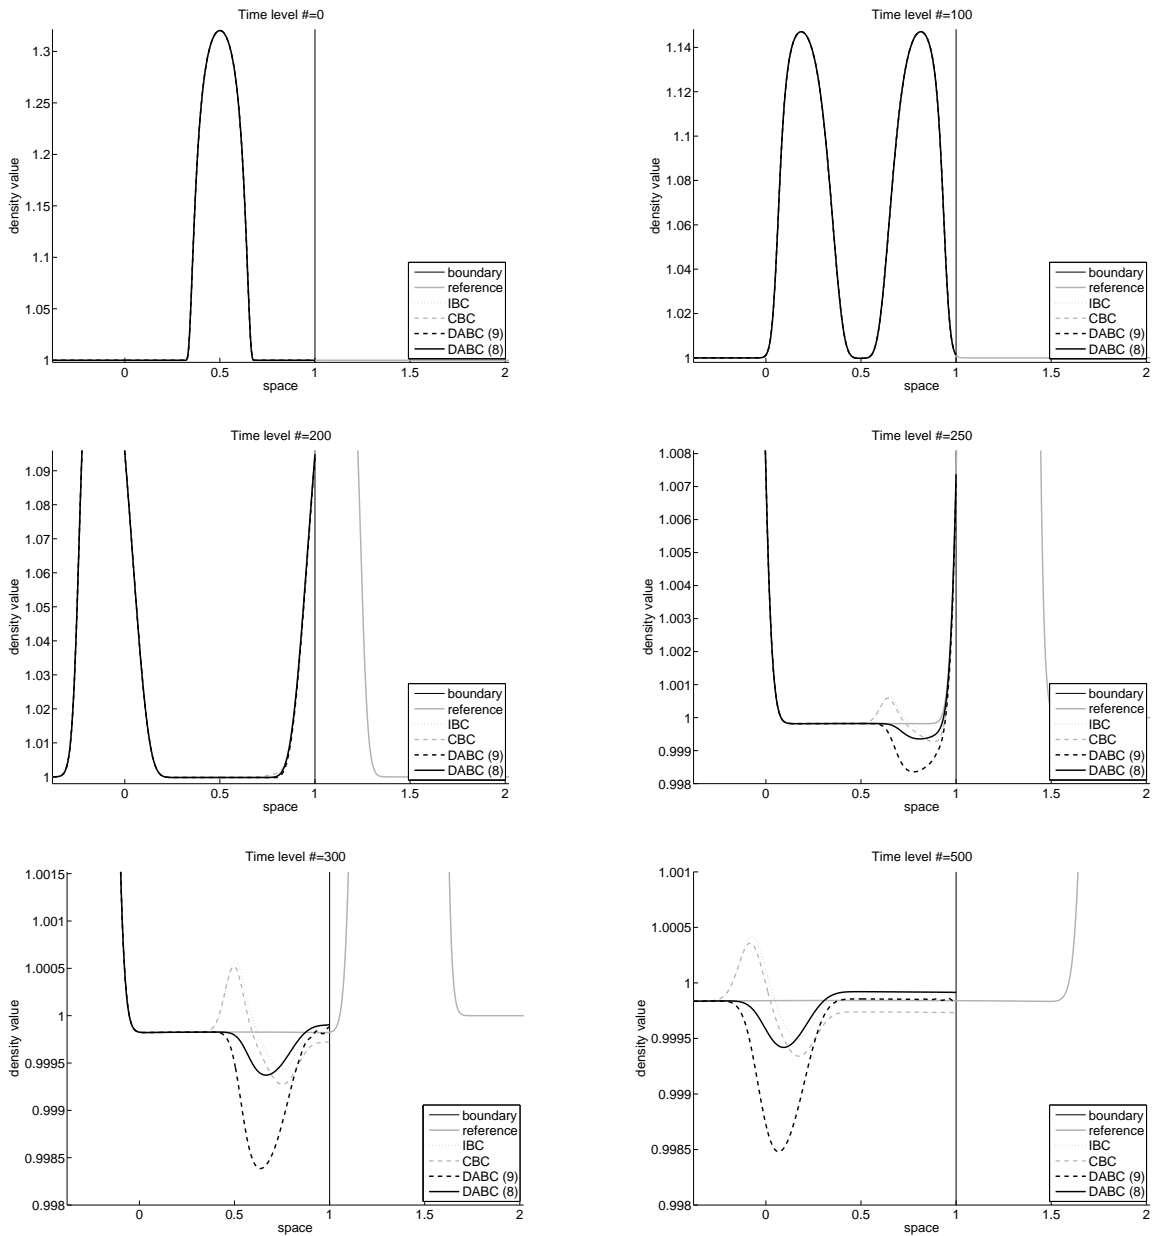 Time level #=0
1.3
1.25
1.2
1.15
1.1
1.05
1
density value
0 0.5 1 1.5 2
space
boundary
reference
IBC
CBC
DABC (9)
DABC (8)
Time level #=100
1.14
1.12
1.1
1.08
1.06
1.04
1.02
1
density value
0 0.5 1 1.5 2
space
boundary
reference
IBC
CBC
DABC (9)
DABC (8)
Time level #=200
1.09
1.08
1.07
1.06
1.05
1.04
1.03
1.02
1.01
1
density value
0 0.5 1 1.5 2
space
boundary
reference
IBC
CBC
DABC (9)
DABC (8)
Time level #=250
1.008
1.007
1.006
1.005
1.004
1.003
1.002
1.001
1
0.999
0.998
density value
0 0.5 1 1.5 2
space
boundary
reference
IBC
CBC
DABC (9)
DABC (8)
Time level #=300
1.0015
1.001
1.0005
1
0.9995
0.999
0.9985
0.998
density value
0 0.5 1 1.5 2
space
boundary
reference
IBC
CBC
DABC (9)
DABC (8)
Time level #=500
1.001
1.0005
1
0.9995
0.999
0.9985
0.998
density value
0 0.5 1 1.5 2
space
boundary
reference
IBC
CBC
DABC (9)
DABC (8)